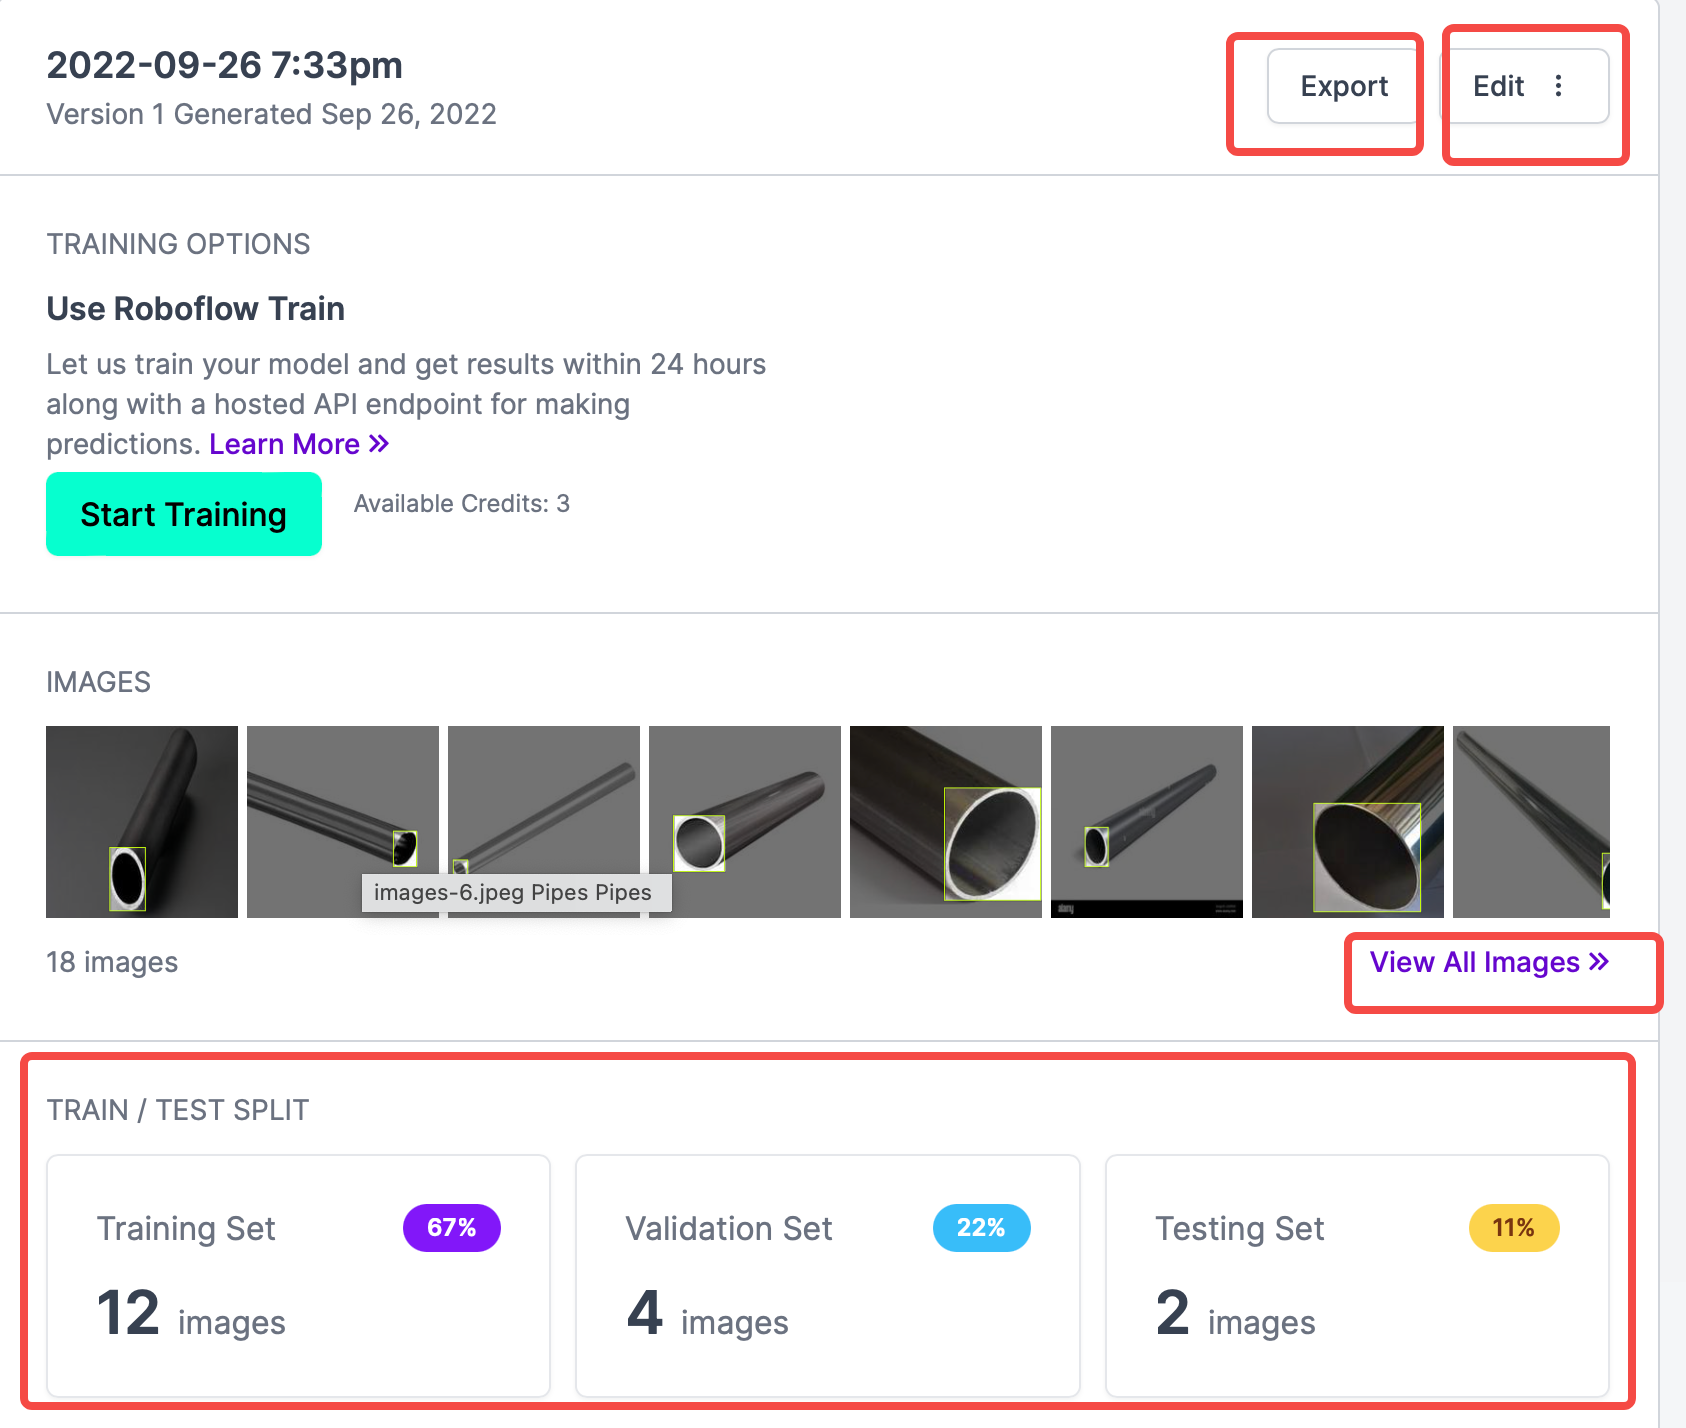 2022-09-26 7:33pm
Version 1 Generated Sep 26, 2022
Export
Edit
TRAINING OPTIONS
Use Roboflow Train
Let us train your model and get results within 24 hours
along with a hosted API endpoint for making
predictions. Learn More »
Start Training
Available Credits: 3
IMAGES
images-6.jpeg Pipes Pipes
18 images
View All Images »
TRAIN / TEST SPLIT
Training Set
67%
12 images
Validation Set
22%
4 images
Testing Set
11%
2 images